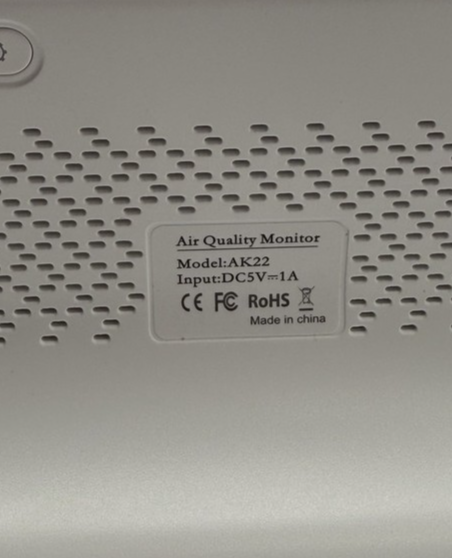 Air Quality Monitor
Model:AK22
Input:DC5V⎓1A
CE FC RoHS
Made in china